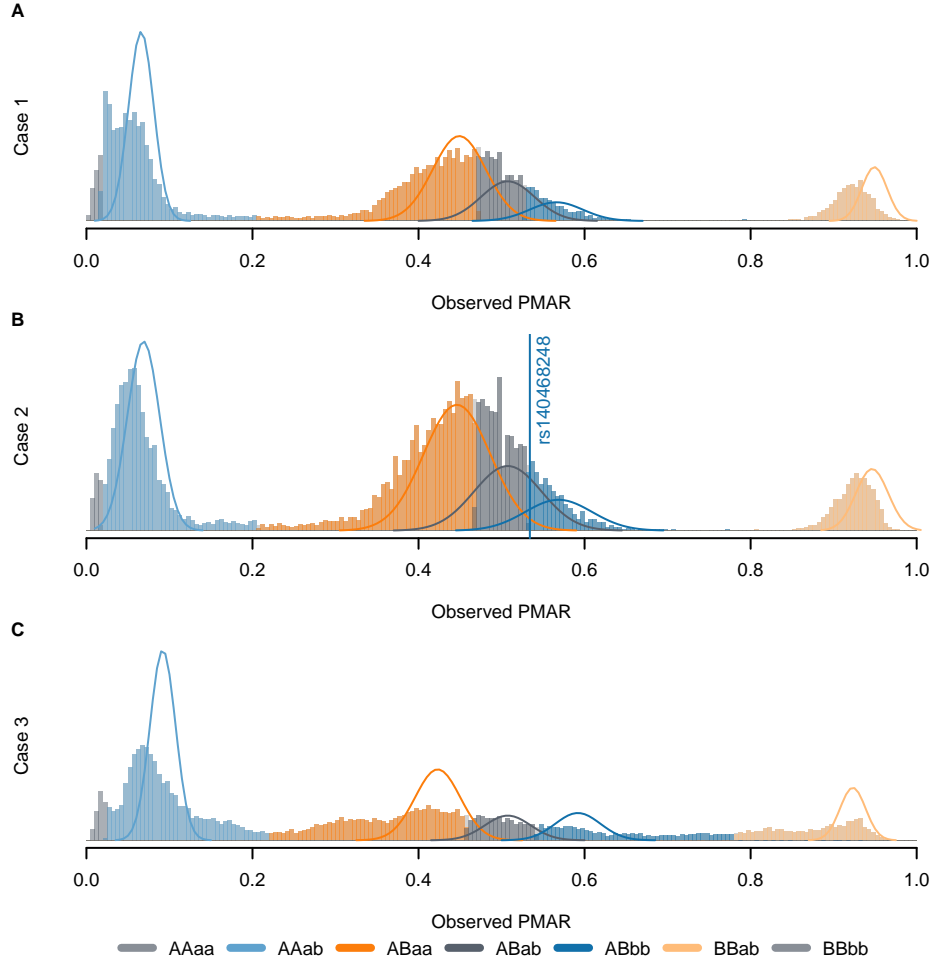 A
Case 1
0.0 0.2 0.4 0.6 0.8 1.0
Observed PMAR
B
Case 2
rs140468248
0.0 0.2 0.4 0.6 0.8 1.0
Observed PMAR
C
Case 3
0.0 0.2 0.4 0.6 0.8 1.0
Observed PMAR
AAaa AAab ABaa ABab ABbb BBab BBbb